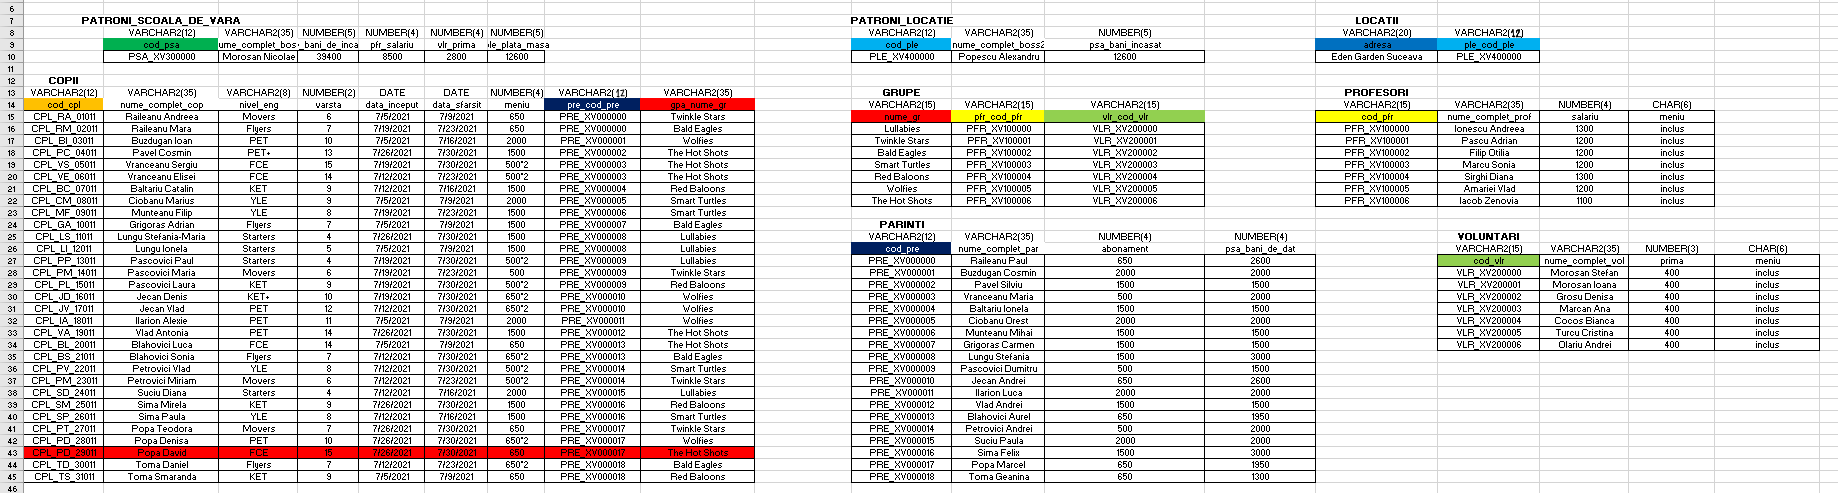 PATRONI_SCOALA_DE_VARA
VARCHAR2(12) VARCHAR2(35) NUMBER(5) NUMBER(4) NUMBER(4) NUMBER(5)
cod_psa ume_complet_bos _bani_de_inca pfr_salariu vlr_prima le_plata_masa
PSA_XV300000 Morosan Nicolae 39400 8500 2800 12600
PATRONI_LOCATIE
VARCHAR2(12) VARCHAR2(35) NUMBER(5)
cod_ple nume_complet_boss2 psa_bani_incasat
PLE_XV400000 Popescu Alexandru 12600
LOCATII
VARCHAR2(20) VARCHAR2(12)
adresa ple_cod_ple
Eden Garden Suceava PLE_XV400000
COPII
VARCHAR2(12) VARCHAR2(35) VARCHAR2(8) NUMBER(2) DATE DATE NUMBER(4) VARCHAR2(12) VARCHAR2(35)
cod_cpl nume_complet_cop nivel_eng varsta data_inceput data_sfarsit meniu pre_cod_pre gpa_nume_gr
CPL_RA_01011 Raileanu Andreea Movers 6 7/5/2021 7/9/2021 650 PRE_XV000000 Twinkle Stars
CPL_RM_02011 Raileanu Mara Flyers 7 7/19/2021 7/23/2021 650 PRE_XV000000 Bald Eagles
CPL_BI_03011 Buzdugan Ioan PET 10 7/5/2021 7/16/2021 2000 PRE_XV000001 Wolfies
CPL_PC_04011 Pavel Cosmin PET+ 13 7/26/2021 7/30/2021 1500 PRE_XV000002 The Hot Shots
CPL_VS_05011 Vranceanu Sergiu FCE 15 7/19/2021 7/30/2021 500*2 PRE_XV000003 The Hot Shots
CPL_VE_06011 Vranceanu Elisei FCE 14 7/12/2021 7/23/2021 500*2 PRE_XV000003 The Hot Shots
CPL_BC_07011 Baltariu Catalin KET 9 7/12/2021 7/16/2021 1500 PRE_XV000004 Red Baloons
CPL_CM_08011 Ciobanu Marius YLE 9 7/5/2021 7/16/2021 2000 PRE_XV000005 Smart Turtles
CPL_MF_09011 Munteanu Filip YLE 8 7/19/2021 7/23/2021 1500 PRE_XV000006 Smart Turtles
CPL_GA_10011 Grigoras Adrian Flyers 7 7/5/2021 7/9/2021 1500 PRE_XV000007 Bald Eagles
CPL_LS_11011 Lungu Stefania-Maria Starters 4 7/26/2021 7/30/2021 1500 PRE_XV000008 Lullabies
CPL_LI_12011 Lungu Ionela Starters 5 7/5/2021 7/9/2021 1500 PRE_XV000008 Lullabies
CPL_PP_13011 Pascovici Paul Starters 4 7/19/2021 7/30/2021 500*2 PRE_XV000009 Lullabies
CPL_PM_14011 Pascovici Maria Movers 6 7/19/2021 7/23/2021 500 PRE_XV000009 Twinkle Stars
CPL_PL_15011 Pascovici Laura KET 9 7/19/2021 7/30/2021 500*2 PRE_XV000009 Red Baloons
CPL_JD_16011 Jecan Denis KET+ 10 7/19/2021 7/30/2021 650*2 PRE_XV000010 Wolfies
CPL_JV_17011 Jecan Vlad PET 12 7/12/2021 7/30/2021 650*2 PRE_XV000010 Wolfies
CPL_IA_18011 Ilarion Alexie PET 11 7/5/2021 7/9/2021 2000 PRE_XV000011 Wolfies
CPL_VA_19011 Vlad Antonia PET 14 7/26/2021 7/30/2021 1500 PRE_XV000012 The Hot Shots
CPL_BL_20011 Blahovici Luca FCE 14 7/5/2021 7/9/2021 650 PRE_XV000013 The Hot Shots
CPL_BS_21011 Blahovici Sonia Flyers 7 7/12/2021 7/30/2021 650*2 PRE_XV000013 Bald Eagles
CPL_PV_22011 Petrovici Vlad YLE 8 7/12/2021 7/30/2021 500*2 PRE_XV000014 Smart Turtles
CPL_PM_23011 Petrovici Miriam Movers 6 7/12/2021 7/23/2021 500*2 PRE_XV000014 Twinkle Stars
CPL_SD_24011 Suciu Diana Starters 4 7/12/2021 7/16/2021 2000 PRE_XV000015 Lullabies
CPL_SM_25011 Sima Mirela KET 9 7/26/2021 7/30/2021 1500 PRE_XV000016 Red Baloons
CPL_SP_26011 Sima Paula YLE 8 7/12/2021 7/16/2021 1500 PRE_XV000016 Smart Turtles
CPL_PT_27011 Popa Teodora Movers 7 7/26/2021 7/30/2021 650 PRE_XV000017 Twinkle Stars
CPL_PD_28011 Popa Denisa PET 10 7/26/2021 7/30/2021 650*2 PRE_XV000017 Wolfies
CPL_PD_29011 Popa David FCE 15 7/26/2021 7/30/2021 650 PRE_XV000017 The Hot Shots
CPL_TD_30011 Toma Daniel Flyers 7 7/12/2021 7/23/2021 650*2 PRE_XV000018 Bald Eagles
CPL_TS_31011 Toma Smaranda KET 9 7/5/2021 7/9/2021 650 PRE_XV000018 Red Baloons
GRUPE
VARCHAR2(15) VARCHAR2(15) VARCHAR2(15)
nume_gr pfr_cod_pfr vlr_cod_vlr
Lullabies PFR_XV100000 VLR_XV200000
Twinkle Stars PFR_XV100001 VLR_XV200001
Bald Eagles PFR_XV100002 VLR_XV200002
Smart Turtles PFR_XV100003 VLR_XV200003
Red Baloons PFR_XV100004 VLR_XV200004
Wolfies PFR_XV100005 VLR_XV200005
The Hot Shots PFR_XV100006 VLR_XV200006
PROFESORI
VARCHAR2(15) VARCHAR2(35) NUMBER(4) CHAR(6)
cod_pfr nume_complet_prof salariu meniu
PFR_XV100000 Ionescu Andreea 1300 inclus
PFR_XV100001 Pascu Adrian 1200 inclus
PFR_XV100002 Filip Otilia 1200 inclus
PFR_XV100003 Marcu Sonia 1200 inclus
PFR_XV100004 Sirghi Diana 1300 inclus
PFR_XV100005 Amariei Vlad 1200 inclus
PFR_XV100006 Iacob Zenovia 1100 inclus
PARINTI
VARCHAR2(12) VARCHAR2(35) NUMBER(4) NUMBER(4)
cod_pre nume_complet_par abonament psa_bani_de_dat
PRE_XV000000 Raileanu Paul 650 2600
PRE_XV000001 Buzdugan Cosmin 2000 2000
PRE_XV000002 Pavel Silviu 1500 1500
PRE_XV000003 Vranceanu Maria 500 2000
PRE_XV000004 Baltariu Ionela 1500 1500
PRE_XV000005 Ciobanu Orest 2000 2000
PRE_XV000006 Munteanu Mihai 1500 1500
PRE_XV000007 Grigoras Carmen 1500 1500
PRE_XV000008 Lungu Stefania 1500 3000
PRE_XV000009 Pascovici Dumitru 500 1500
PRE_XV000010 Jecan Andrei 650 2600
PRE_XV000011 Ilarion Luca 2000 2000
PRE_XV000012 Vlad Andrei 1500 1500
PRE_XV000013 Blahovici Aurel 650 1950
PRE_XV000014 Petrovici Andrei 500 2000
PRE_XV000015 Suciu Paula 2000 2000
PRE_XV000016 Sima Felix 1500 3000
PRE_XV000017 Popa Marcel 650 1950
PRE_XV000018 Toma Geanina 650 1300
VOLUNTARI
VARCHAR2(15) VARCHAR2(35) NUMBER(3) CHAR(6)
cod_vlr nume_complet_vol prima meniu
VLR_XV200000 Morosan Stefan 400 inclus
VLR_XV200001 Morosan Ioana 400 inclus
VLR_XV200002 Grosu Denisa 400 inclus
VLR_XV200003 Marcan Ana 400 inclus
VLR_XV200004 Cocos Bianca 400 inclus
VLR_XV200005 Turcu Cristina 400 inclus
VLR_XV200006 Olariu Andrei 400 inclus